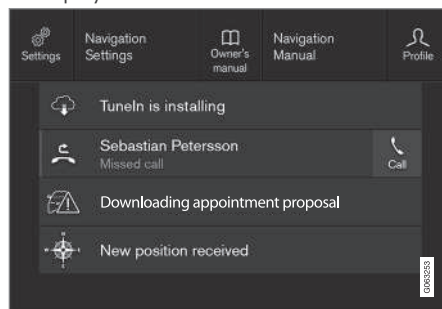 Settings
Navigation
Settings
Owner's
manual
Navigation
Manual
Profile
TuneIn is installing
Sebastian Petersson
Missed call
Call
Downloading appointment proposal
New position received
G063253